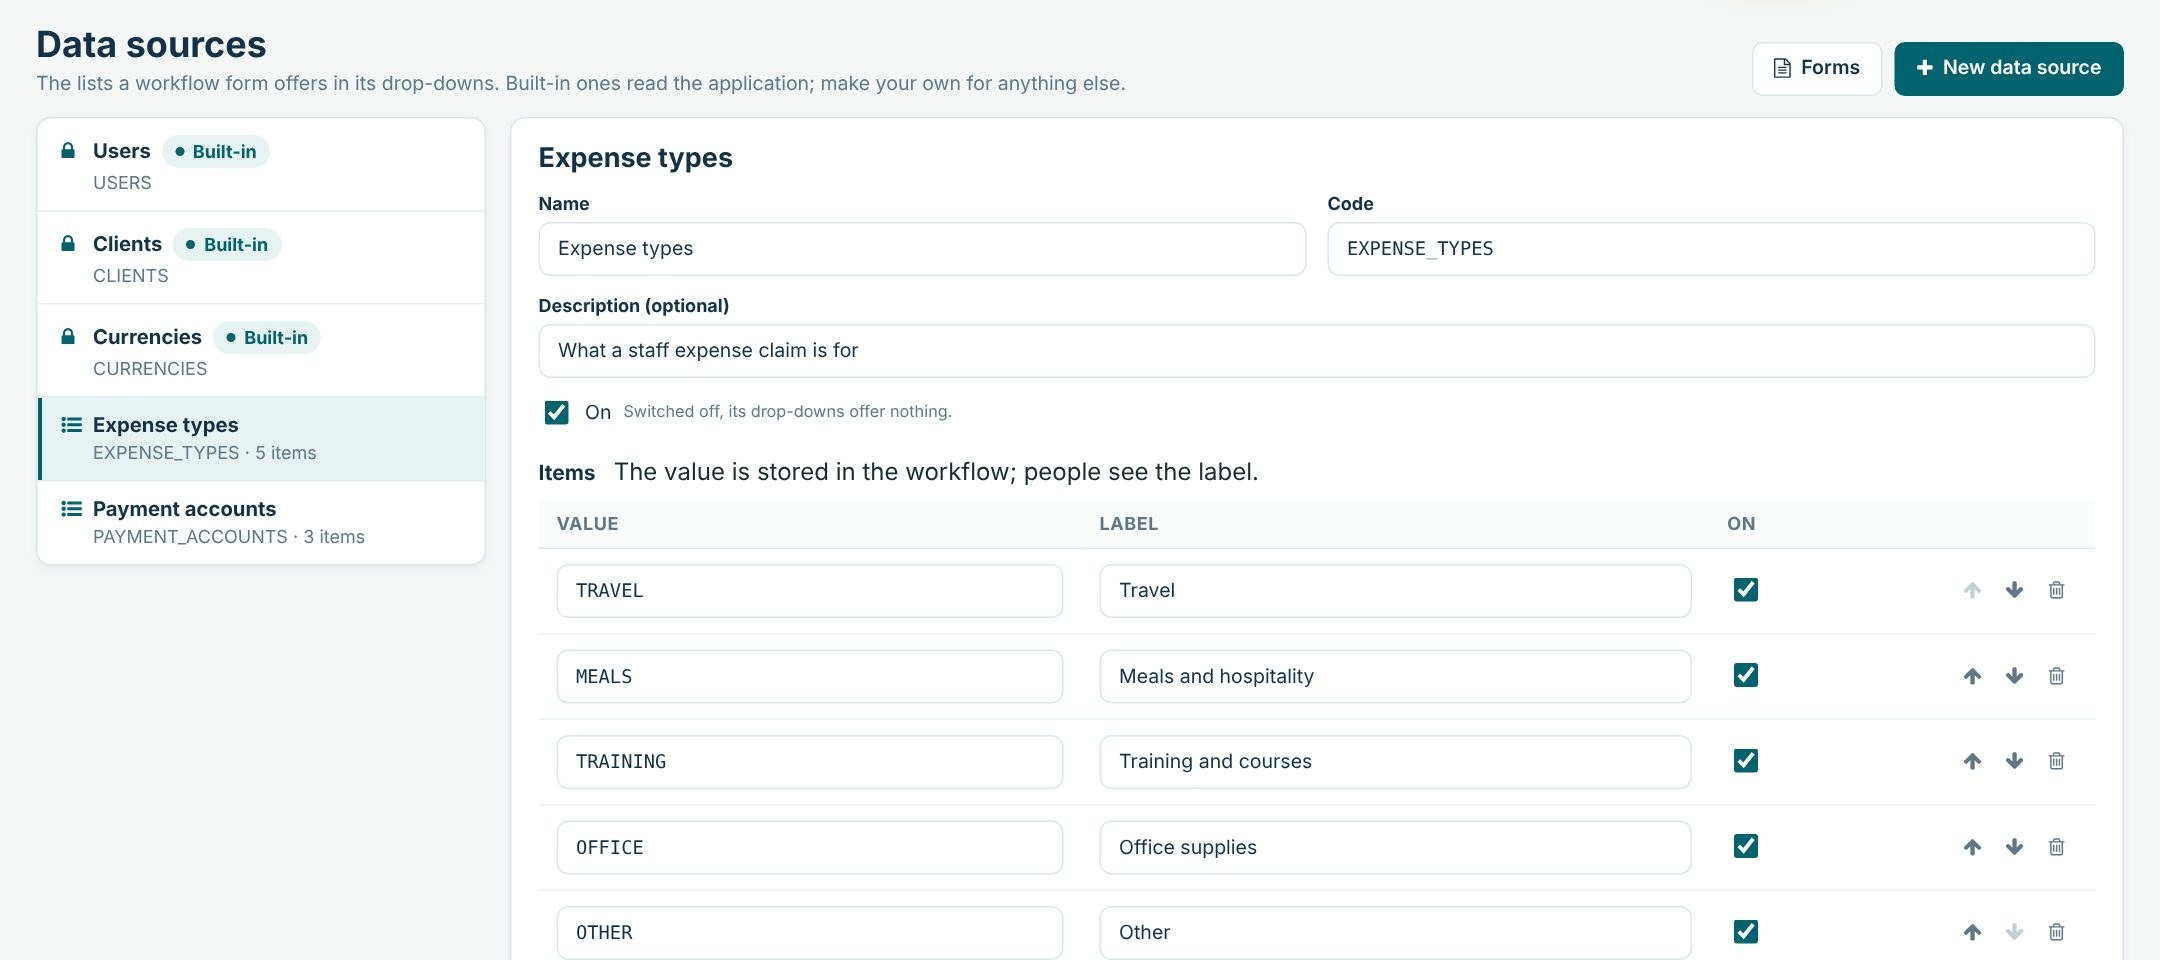 Data sources
The lists a workflow form offers in its drop-downs. Built-in ones read the application; make your own for anything else.
Forms
New data source
Users Built-in
USERS
Clients Built-in
CLIENTS
Currencies Built-in
CURRENCIES
Expense types
EXPENSE_TYPES · 5 items
Payment accounts
PAYMENT_ACCOUNTS · 3 items
Expense types
Name
Expense types
Code
EXPENSE_TYPES
Description (optional)
What a staff expense claim is for
On Switched off, its drop-downs offer nothing.
Items The value is stored in the workflow; people see the label.
VALUE LABEL ON
TRAVEL Travel
MEALS Meals and hospitality
TRAINING Training and courses
OFFICE Office supplies
OTHER Other